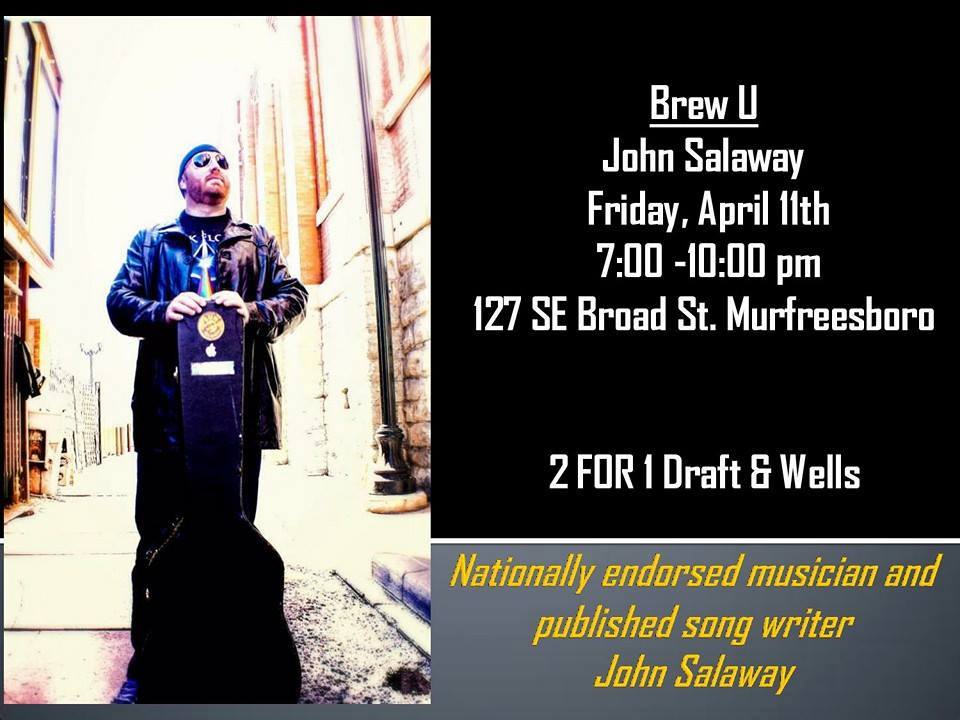 Brew U
John Salaway
Friday, April 11th
7:00 -10:00 pm
127 SE Broad St. Murfreesboro
2 FOR 1 Draft & Wells
Nationally endorsed musician and
published song writer
John Salaway